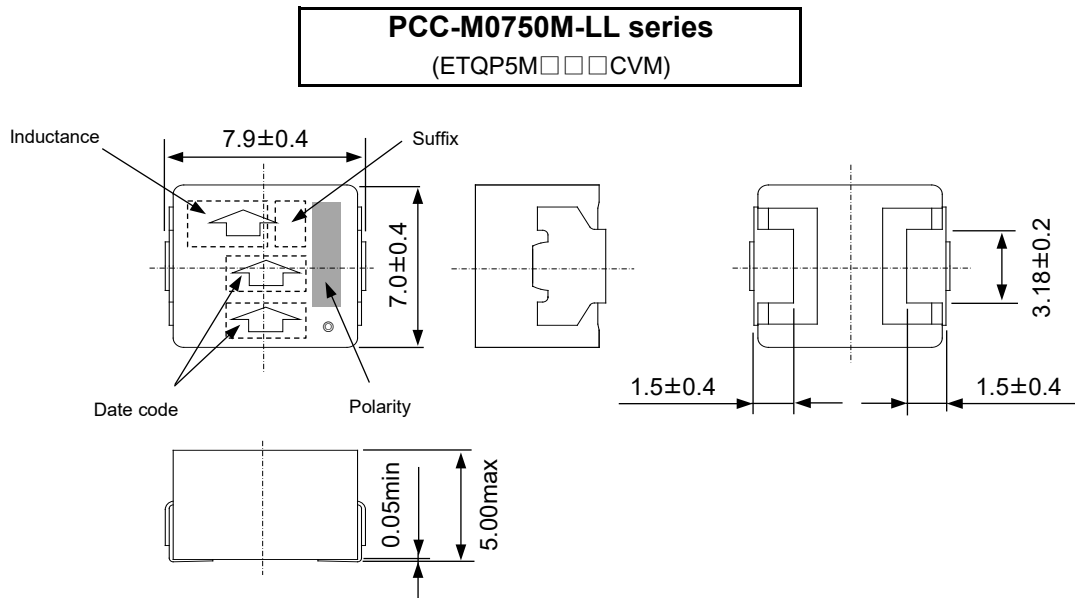 PCC-M0750M-LL series
(ETQP5M□□□CVM)
Inductance
7.9±0.4
Suffix
7.0±0.4
3.18±0.2
1.5±0.4
1.5±0.4
Date code
Polarity
0.05min
5.00max